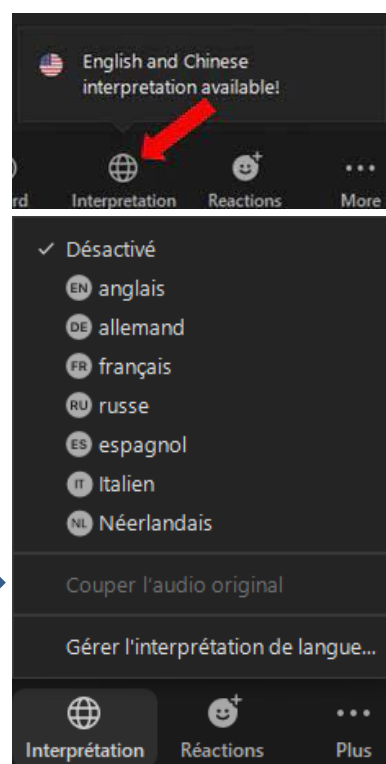 English and Chinese
interpretation available!
rd Interpretation Reactions More
Désactivé
EN anglais
DE allemand
FR français
RU russe
ES espagnol
IT Italien
NL Néerlandais
Couper l'audio original
Gérer l'interprétation de langue...
Interprétation Réactions Plus